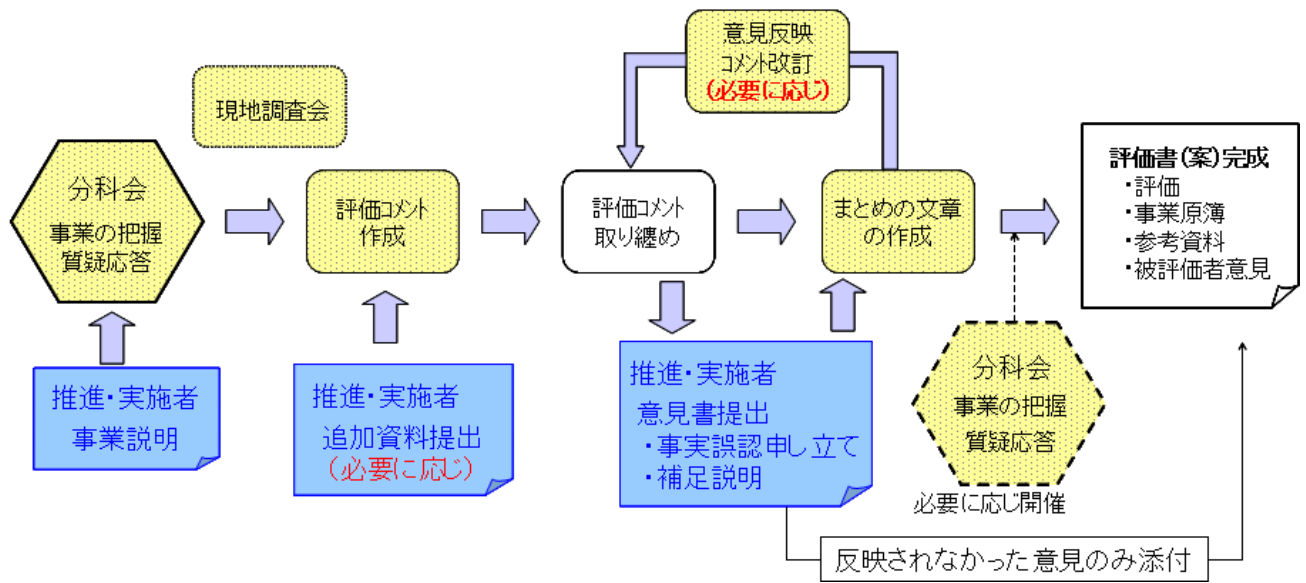 意見反映
コメント改訂
(必要に応じ)
現地調査会
分科会
事業の把握
質疑応答
評価コメント
作成
評価コメント
取り纏め
まとめの文章
の作成
評価書(案)完成
・評価
・事業原簿
・参考資料
・被評価者意見
推進・実施者
事業説明
推進・実施者
追加資料提出
(必要に応じ)
推進・実施者
意見書提出
・事実誤認申し立て
・補足説明
分科会
事業の把握
質疑応答
必要に応じ開催
反映されなかった意見のみ添付